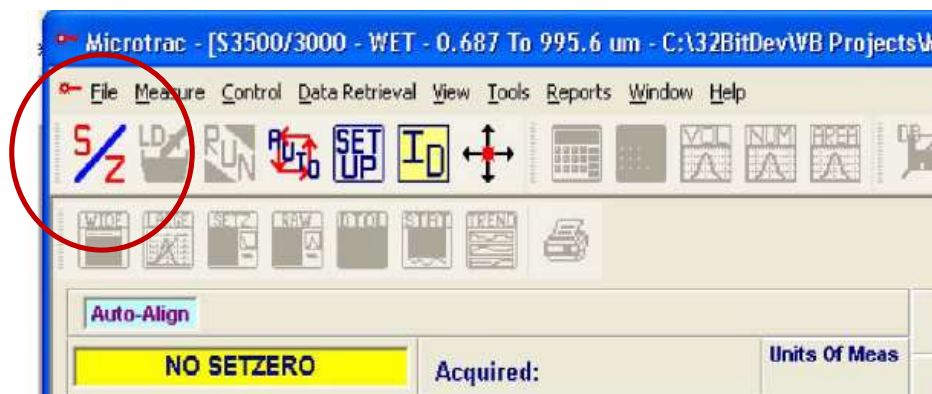 Microtrac - [S3500/3000 - WET - 0.687 To 995.6 um - C:\32BitDev\VB Projects\
File Measure Control Data Retrieval View Tools Reports Window Help
S/Z LD RUN AUTO SET UP ID VOL NUM AREA DB
WIDE LARGE SETZ RAW STAT TREND
Auto-Align
NO SETZERO Acquired: Units Of Meas